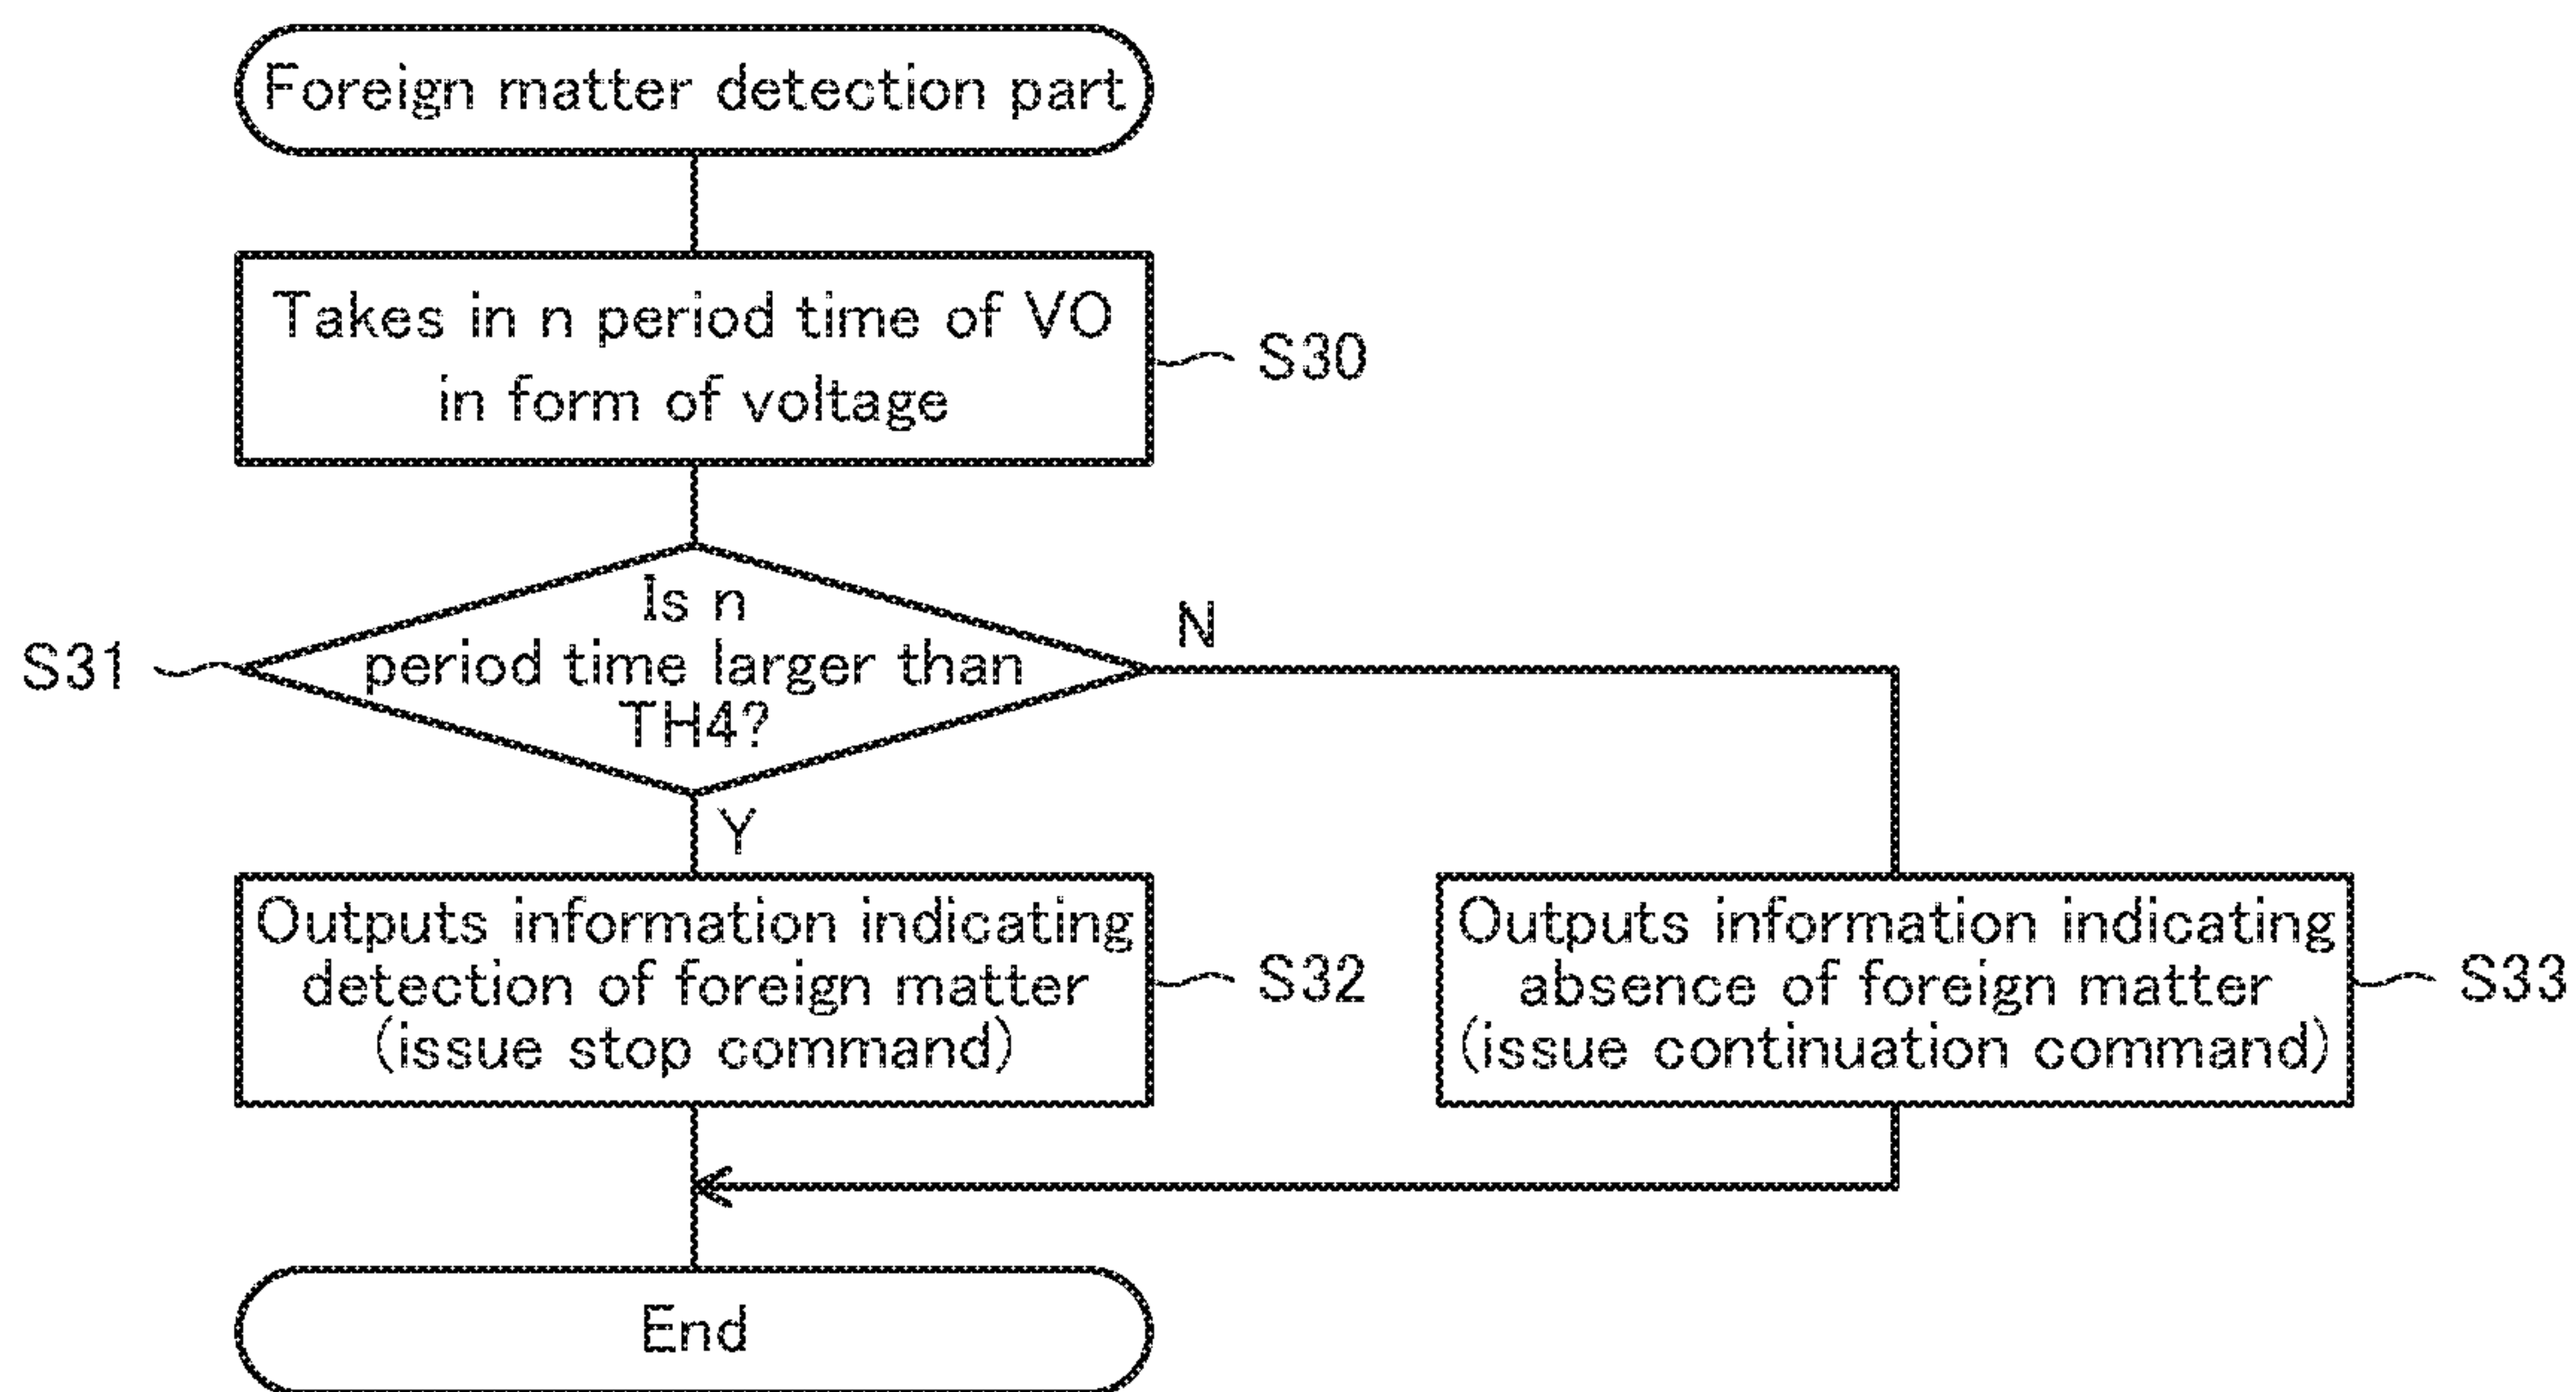 Foreign matter detection part
Takes in n period time of VO
in form of voltage
S30
Is n
period time larger than
TH4?
S31
N
Y
Outputs information indicating
detection of foreign matter
(issue stop command)
S32
Outputs information indicating
absence of foreign matter
(issue continuation command)
S33
End